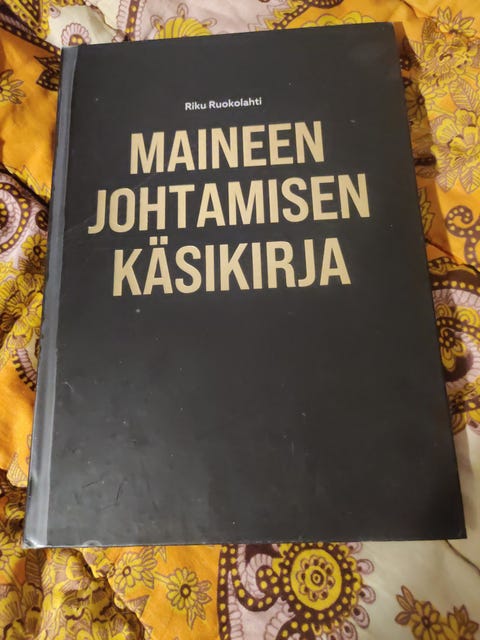 Riku Ruokolahti
MAINEEN
JOHTAMISEN
KÄSIKIRJA